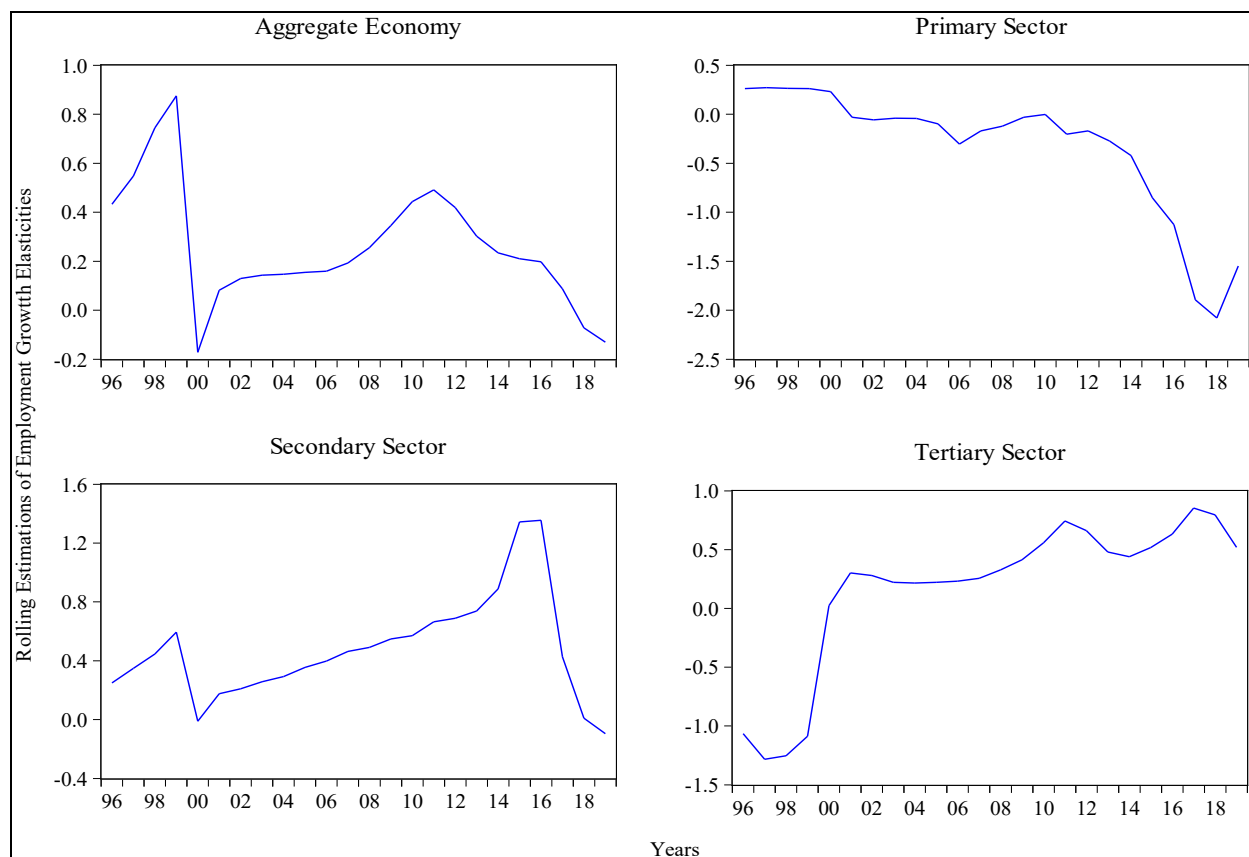 Aggregate Economy
Primary Sector
1.0
0.8
0.6
0.4
0.2
0.0
-0.2
96 98 00 02 04 06 08 10 12 14 16 18
0.5
0.0
-0.5
-1.0
-1.5
-2.0
-2.5
96 98 00 02 04 06 08 10 12 14 16 18
Rolling Estimations of Employment Growtth Elasticities
Secondary Sector
Tertiary Sector
1.6
1.2
0.8
0.4
0.0
-0.4
96 98 00 02 04 06 08 10 12 14 16 18
1.0
0.5
0.0
-0.5
-1.0
-1.5
96 98 00 02 04 06 08 10 12 14 16 18
Years